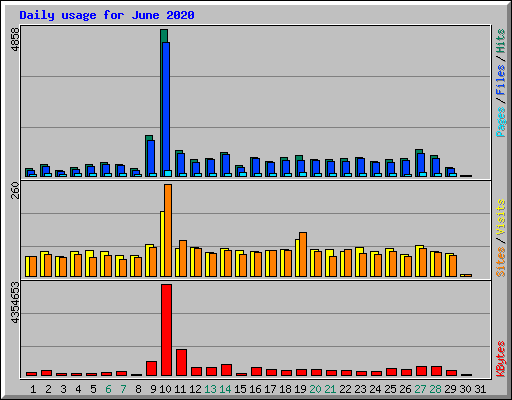 Daily usage for June 2020
4858
Pages / Files / Hits
260
Sites / Visits
4354653
KBytes
1 2 3 4 5 6 7 8 9 10 11 12 13 14 15 16 17 18 19 20 21 22 23 24 25 26 27 28 29 30 31